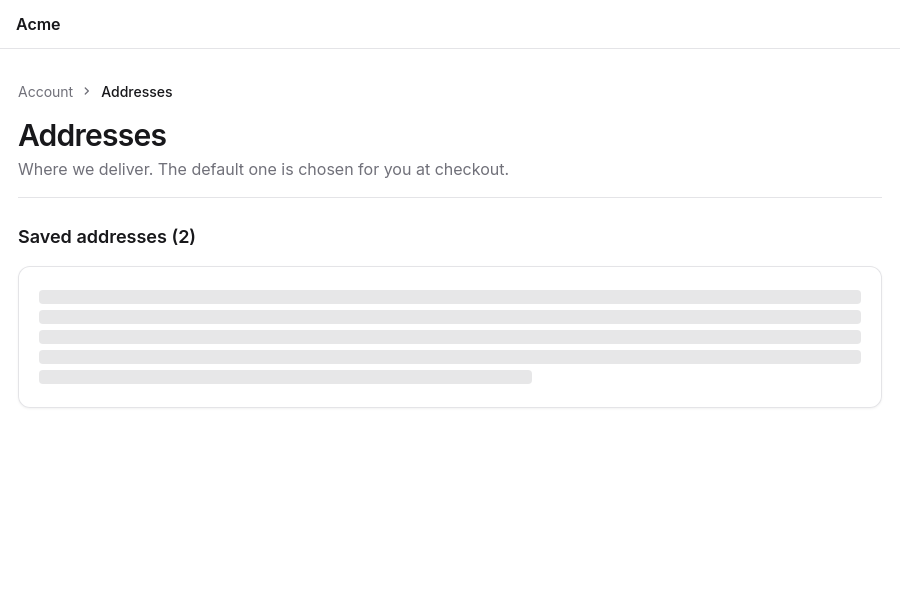 Acme
Account > Addresses
Addresses
Where we deliver. The default one is chosen for you at checkout.
Saved addresses (2)